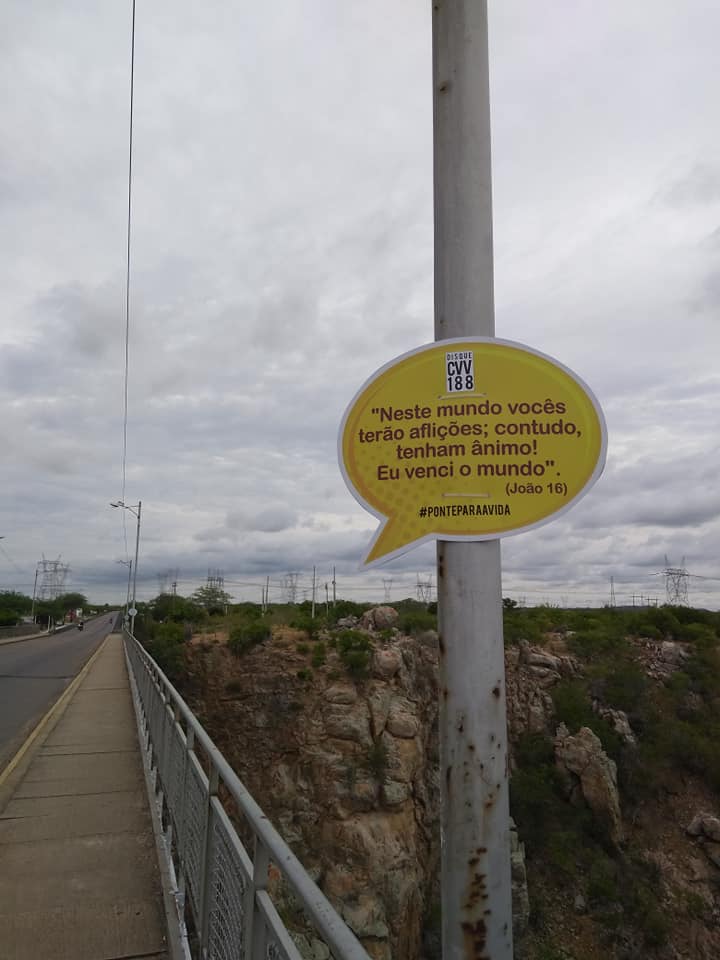 DISQUE
CVV
188
"Neste mundo vocês
terão aflições; contudo,
tenham ânimo!
Eu venci o mundo".
(João 16)
#PONTEPARAAVIDA